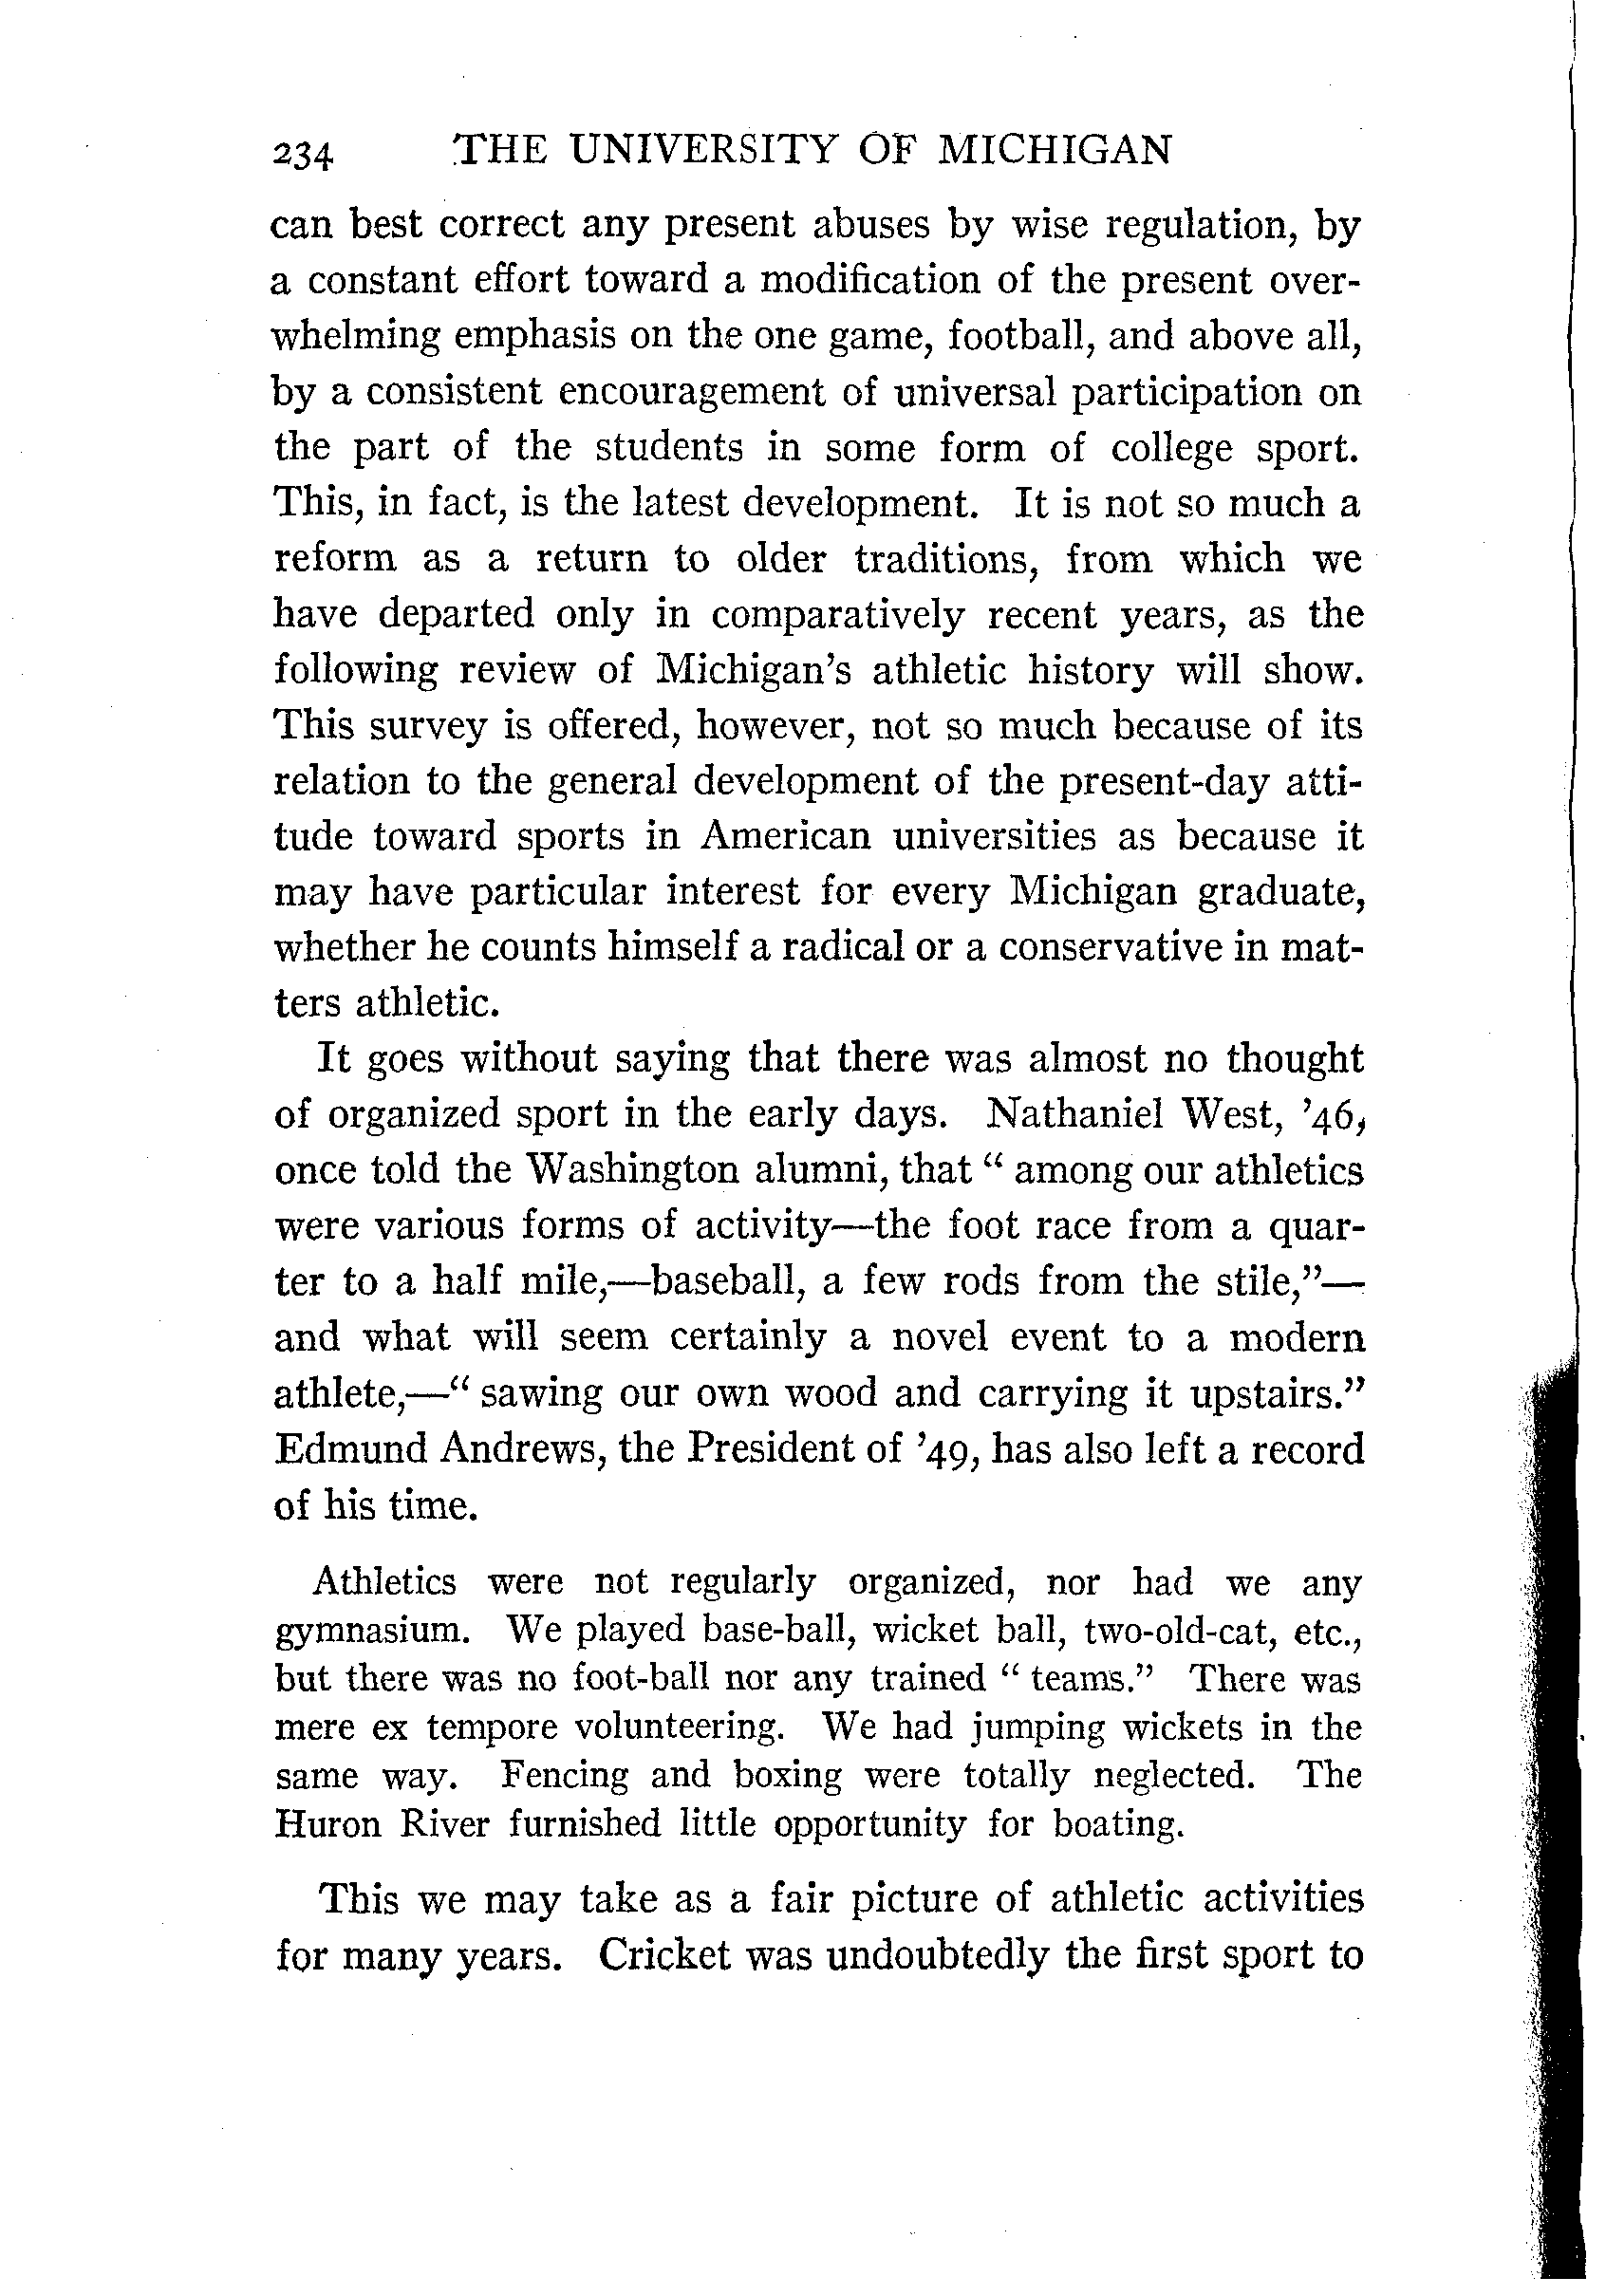 234 THE UNIVERSITY OF MICHIGAN
can best correct any present abuses by wise regulation, by
a constant effort toward a modification of the present over-
whelming emphasis on the one game, football, and above all,
by a consistent encouragement of universal participation on
the part of the students in some form of college sport.
This, in fact, is the latest development. It is not so much a
reform as a return to older traditions, from which we
have departed only in comparatively recent years, as the
following review of Michigan's athletic history will show.
This survey is offered, however, not so much because of its
relation to the general development of the present-day atti-
tude toward sports in American universities as because it
may have particular interest for every Michigan graduate,
whether he counts himself a radical or a conservative in mat-
ters athletic.
It goes without saying that there was almost no thought
of organized sport in the early days. Nathaniel West, '46,
once told the Washington alumni, that " among our athletics
were various forms of activity—the foot race from a quar-
ter to a half mile,—baseball, a few rods from the stile,"—
and what will seem certainly a novel event to a modern
athlete,—" sawing our own wood and carrying it upstairs."
Edmund Andrews, the President of '49, has also left a record
of his time.
Athletics were not regularly organized, nor had we any
gymnasium. We played base-ball, wicket ball, two-old-cat, etc.,
but there was no foot-ball nor any trained " teams." There was
mere ex tempore volunteering. We had jumping wickets in the
same way. Fencing and boxing were totally neglected. The
Huron River furnished little opportunity for boating.
This we may take as a fair picture of athletic activities
for many years. Cricket was undoubtedly the first sport to